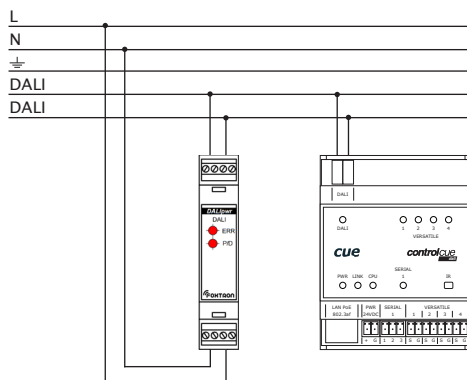 L
N
DALI
DALI
DALIpwr
DALI
ERR
P/D
FOXTRON
DALI
DALI
1 2 3 4
VERSATILE
cue
controlcue
SERIAL
PWR LINK CPU 1 IR
LAN PoE PWR SERIAL VERSATILE
802.3af 24VDC 1 1 2 3 4
+ G 1 2 3 S G S G S G S G